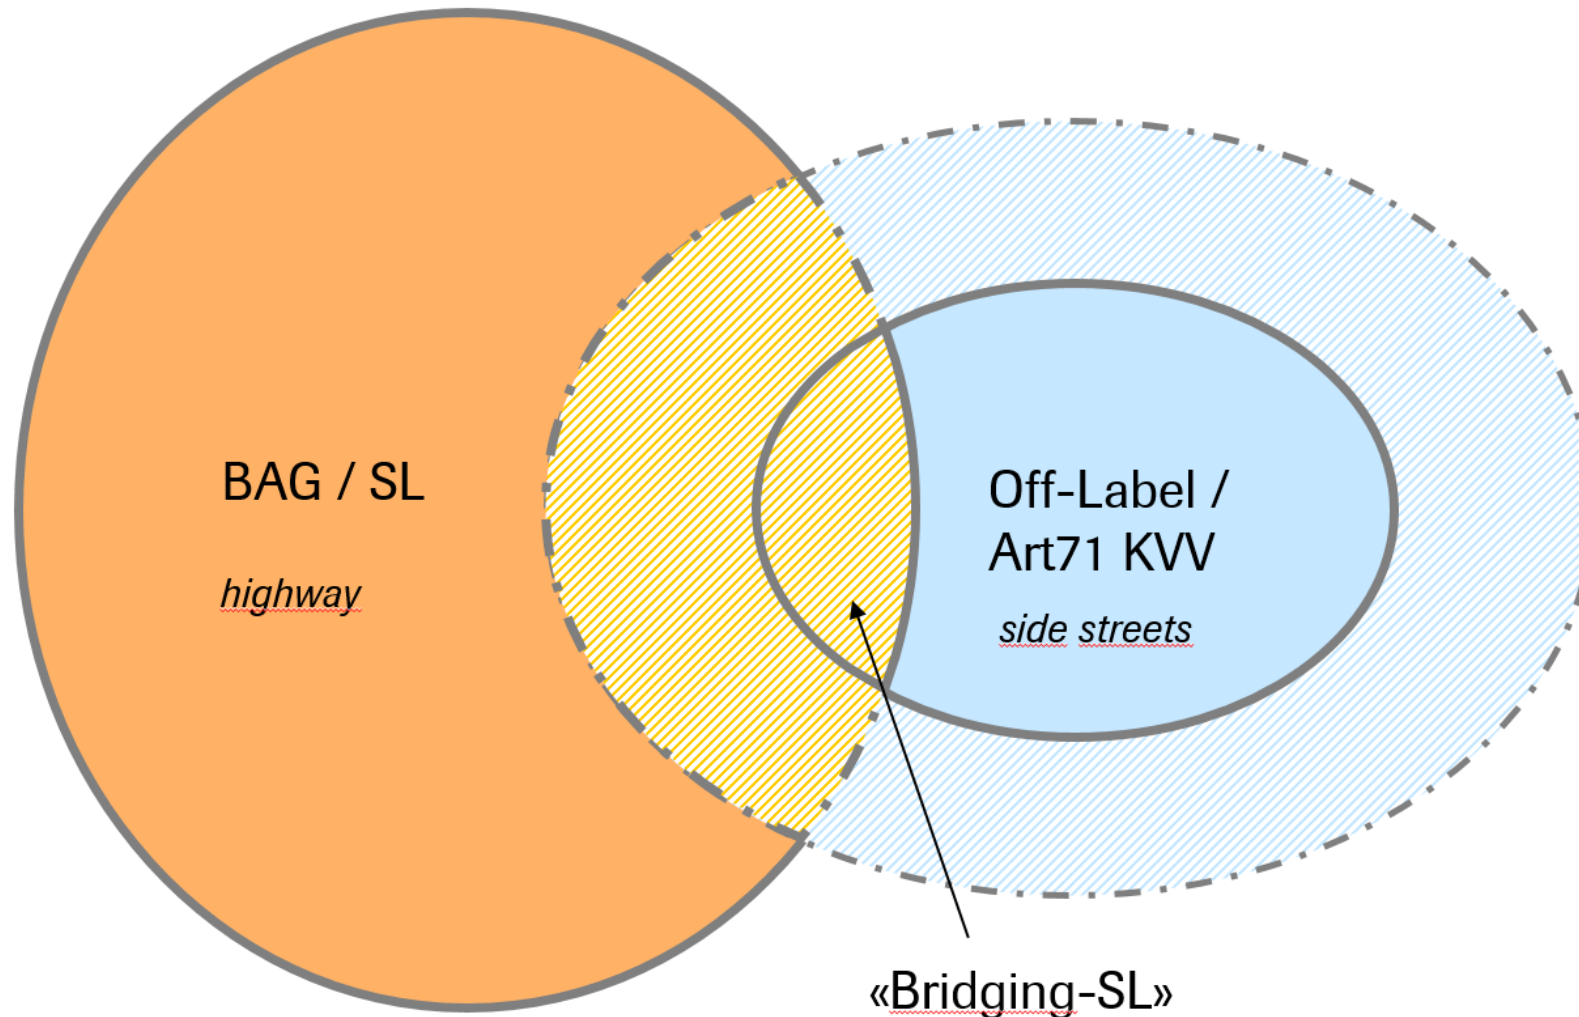 BAG / SL
highway
Off-Label /
Art71 KVV
side streets
«Bridging-SL»